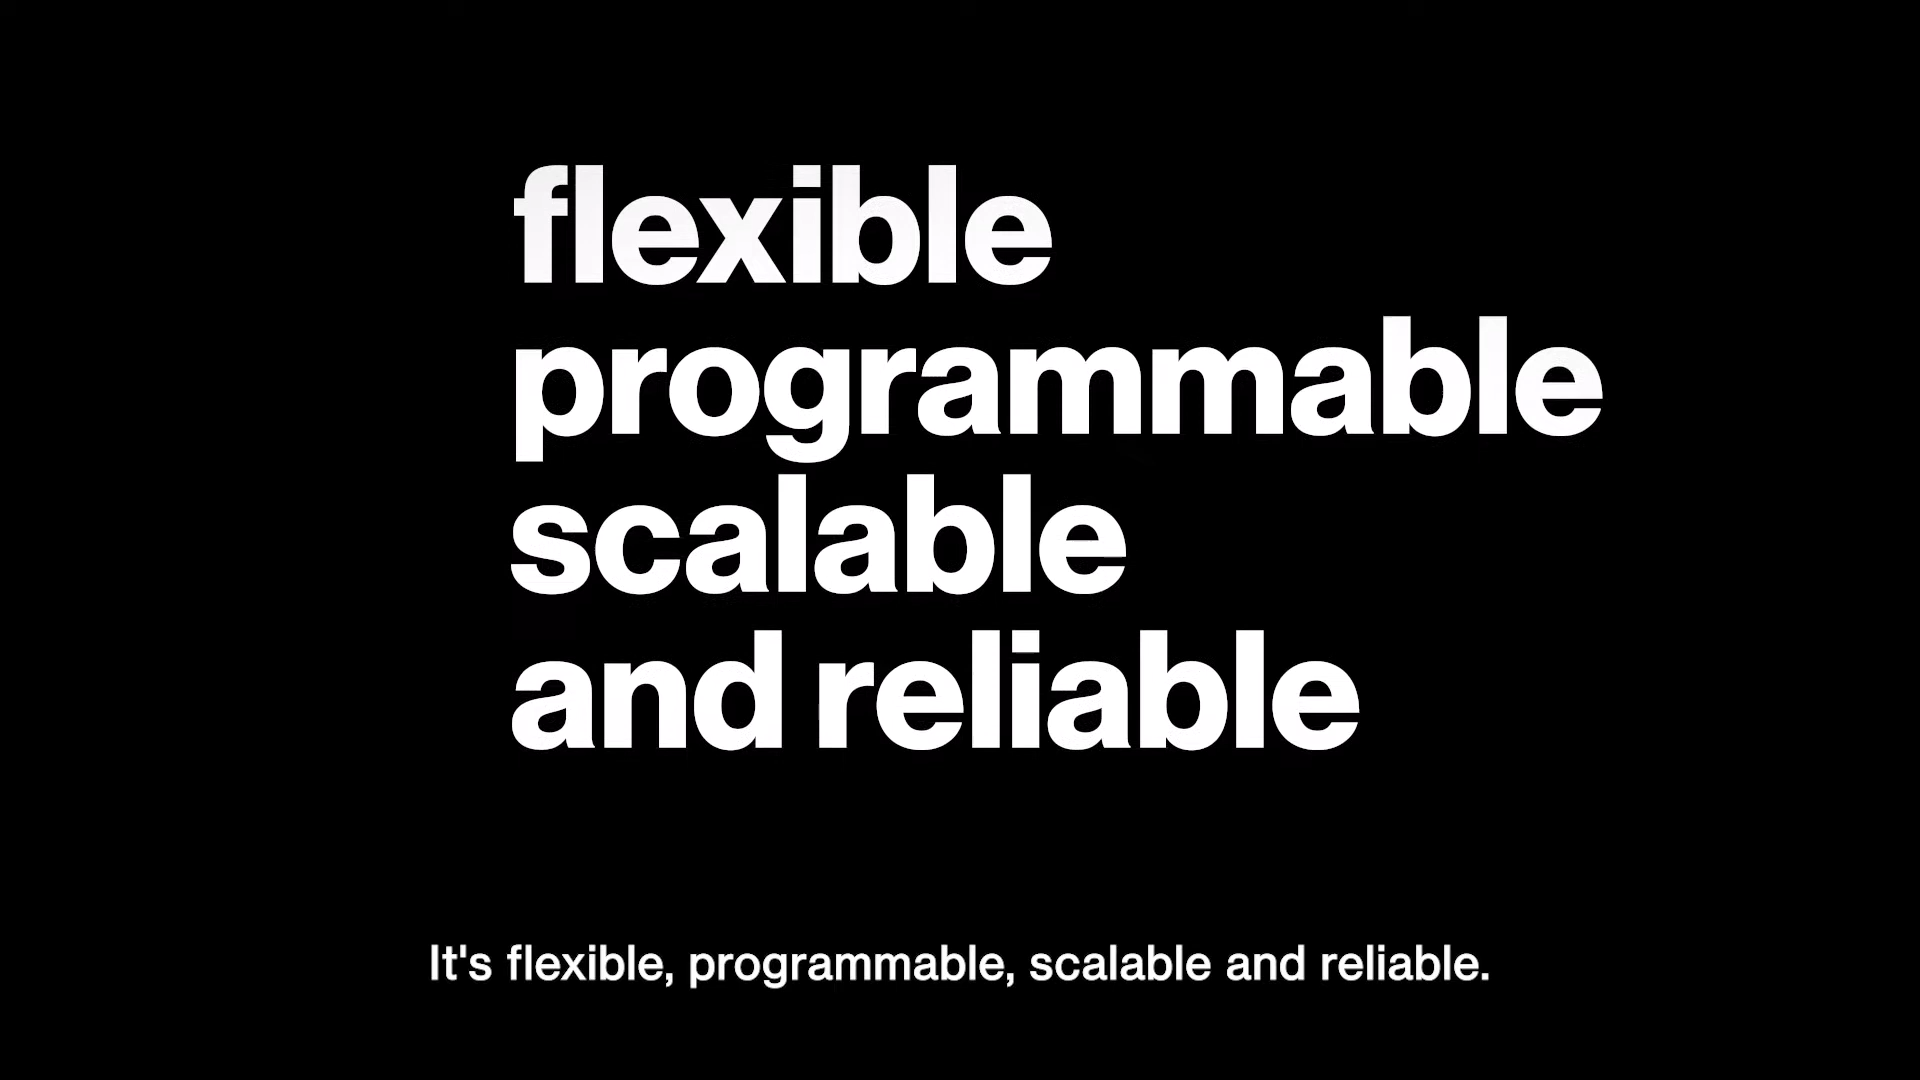 flexible
programmable
scalable
and reliable
It's flexible, programmable, scalable and reliable.